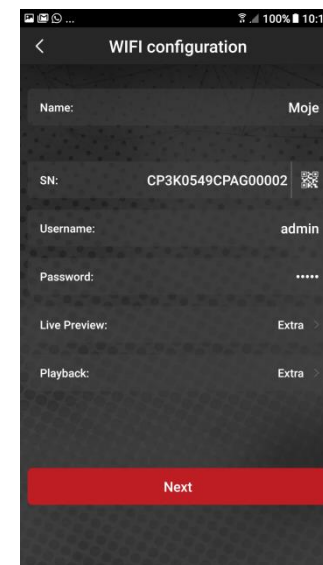 ... 100% 10:1
WIFI configuration
Name: Moje
SN: CP3K0549CPAG00002
Username: admin
Password: •••••
Live Preview: Extra
Playback: Extra
Next